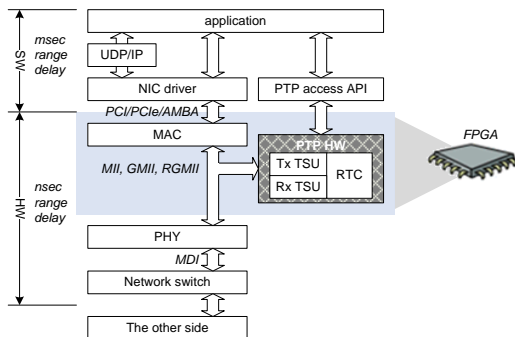 application
msec
range
delay
SW
UDP/IP
NIC driver
PTP access API
PCI/PCIe/AMBA
MAC
FPGA
PTP HW
MII, GMII, RGMII
Tx TSU
Rx TSU
RTC
nsec
range
delay
HW
PHY
MDI
Network switch
The other side